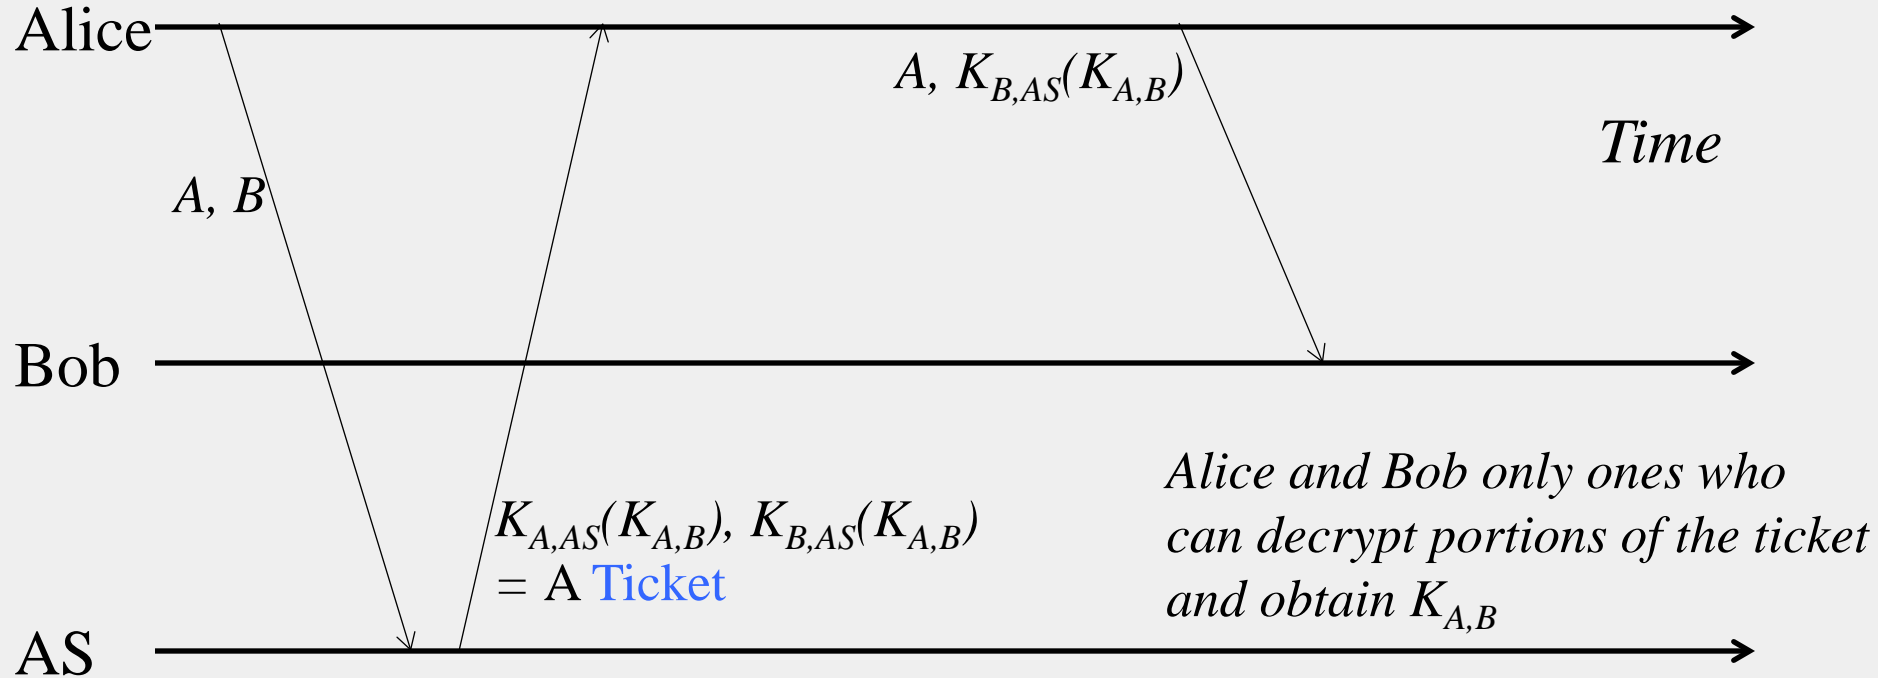 Alice
A, K_{B,AS}(K_{A,B})
Time
A, B
Bob
Alice and Bob only ones who
can decrypt portions of the ticket
and obtain K_{A,B}
K_{A,AS}(K_{A,B}), K_{B,AS}(K_{A,B})
= A Ticket
AS